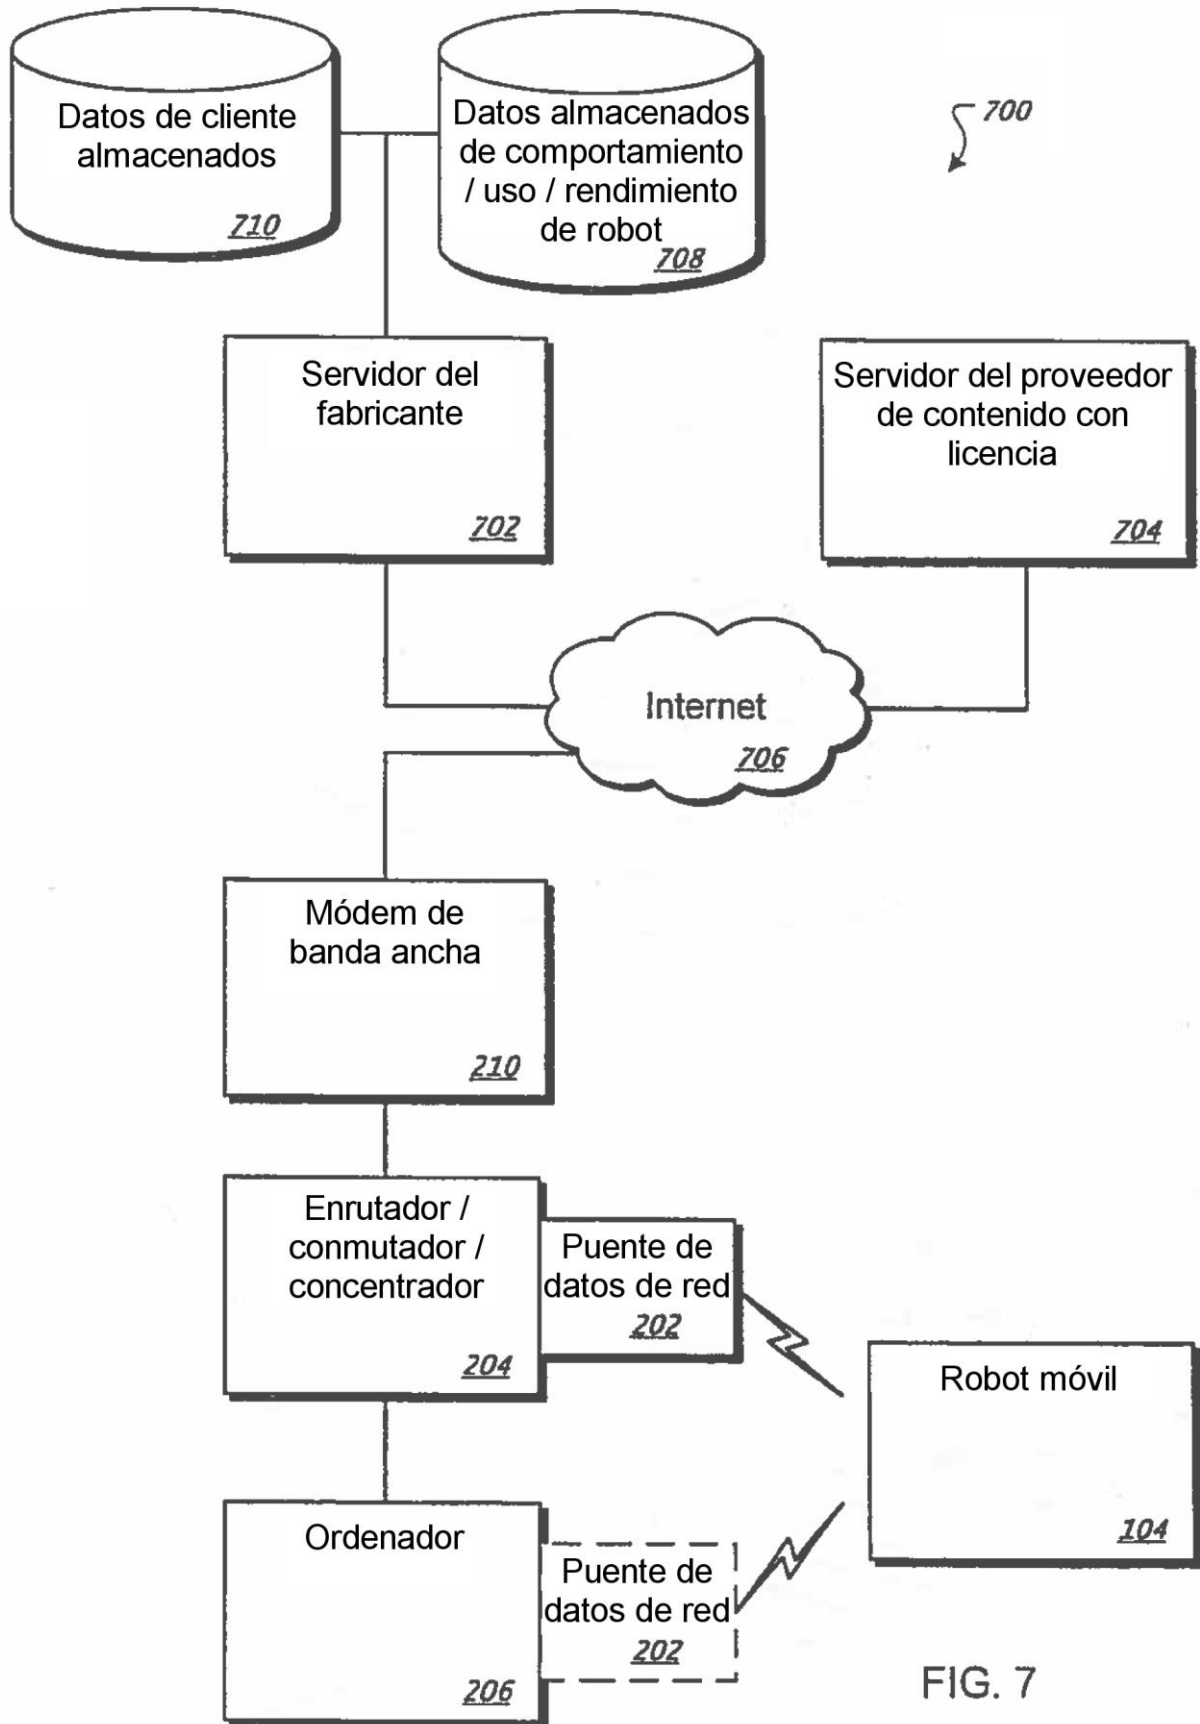 Datos de cliente
almacenados
710
Datos almacenados
de comportamiento
/ uso / rendimiento
de robot
708
700
Servidor del
fabricante
702
Servidor del proveedor
de contenido con
licencia
704
Internet
706
Módem de
banda ancha
210
Enrutador /
conmutador /
concentrador
204
Puente de
datos de red
202
Robot móvil
104
Ordenador
206
Puente de
datos de red
202
FIG. 7